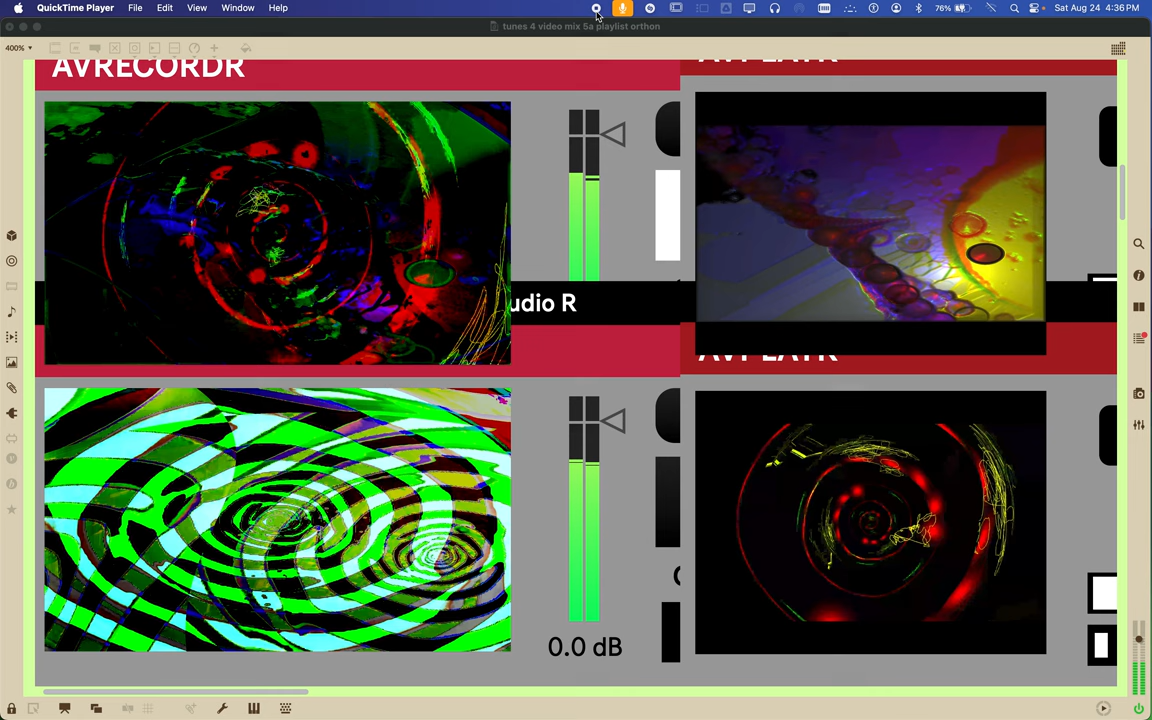 QuickTime Player File Edit View Window Help 76% Sat Aug 24 4:36 PM
tunes 4 video mix 5a playlist orthon
400%
AVRECORDR
udio R
0.0 dB